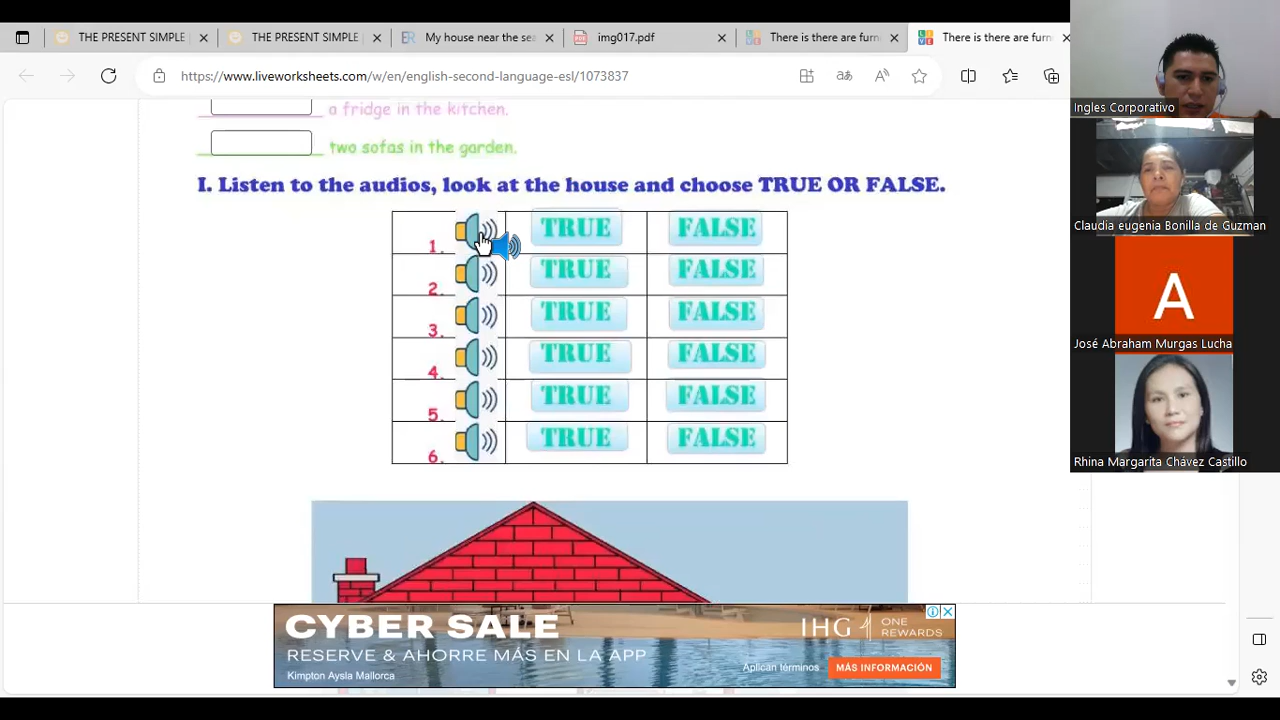 THE PRESENT SIMPLE
THE PRESENT SIMPLE
My house near the sea
img017.pdf
There is there are furn
There is there are furn
https://www.liveworksheets.com/w/en/english-second-language-esl/1073837
a fridge in the kitchen.
two sofas in the garden.
I. Listen to the audios, look at the house and choose TRUE OR FALSE.
1. TRUE FALSE
2. TRUE FALSE
3. TRUE FALSE
4. TRUE FALSE
5. TRUE FALSE
6. TRUE FALSE
CYBER SALE
RESERVE & AHORRE MÁS EN LA APP
Kimpton Aysla Mallorca
IHG ONE
REWARDS
Aplican términos
MÁS INFORMACIÓN
Ingles Corporativo
Claudia eugenia Bonilla de Guzman
A
José Abraham Murgas Lucha
Rhina Margarita Chávez Castillo